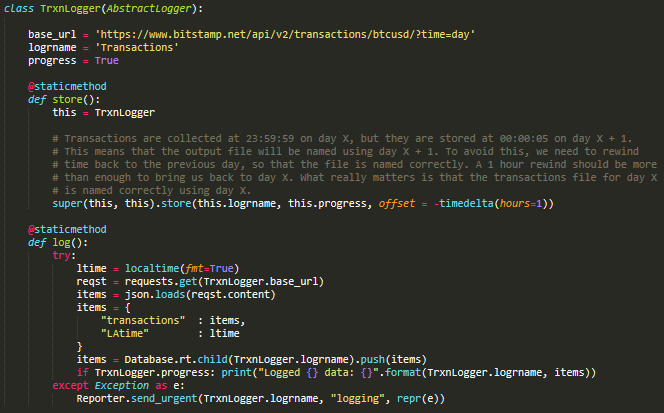 class TrxnLogger(AbstractLogger):
base_url = 'https://www.bitstamp.net/api/v2/transactions/btcusd/?time=day'
logrname = 'Transactions'
progress = True
@staticmethod
def store():
this = TrxnLogger
# Transactions are collected at 23:59:59 on day X, but they are stored at 00:00:05 on day X + 1.
# This means that the output file will be named using day X + 1. To avoid this, we need to rewind
# time back to the previous day, so that the file is named correctly. A 1 hour rewind should be more
# than enough to bring us back to day X. What really matters is that the transactions file for day X
# is named correctly using day X.
super(this, this).store(this.logrname, this.progress, offset = -timedelta(hours=1))
@staticmethod
def log():
try:
ltime = localtime(fmt=True)
reqst = requests.get(TrxnLogger.base_url)
items = json.loads(reqst.content)
items = {
"transactions" : items,
"LAtime" : ltime
}
items = Database.rt.child(TrxnLogger.logrname).push(items)
if TrxnLogger.progress: print("Logged {} data: {}".format(TrxnLogger.logrname, items))
except Exception as e:
Reporter.send_urgent(TrxnLogger.logrname, "logging", repr(e))